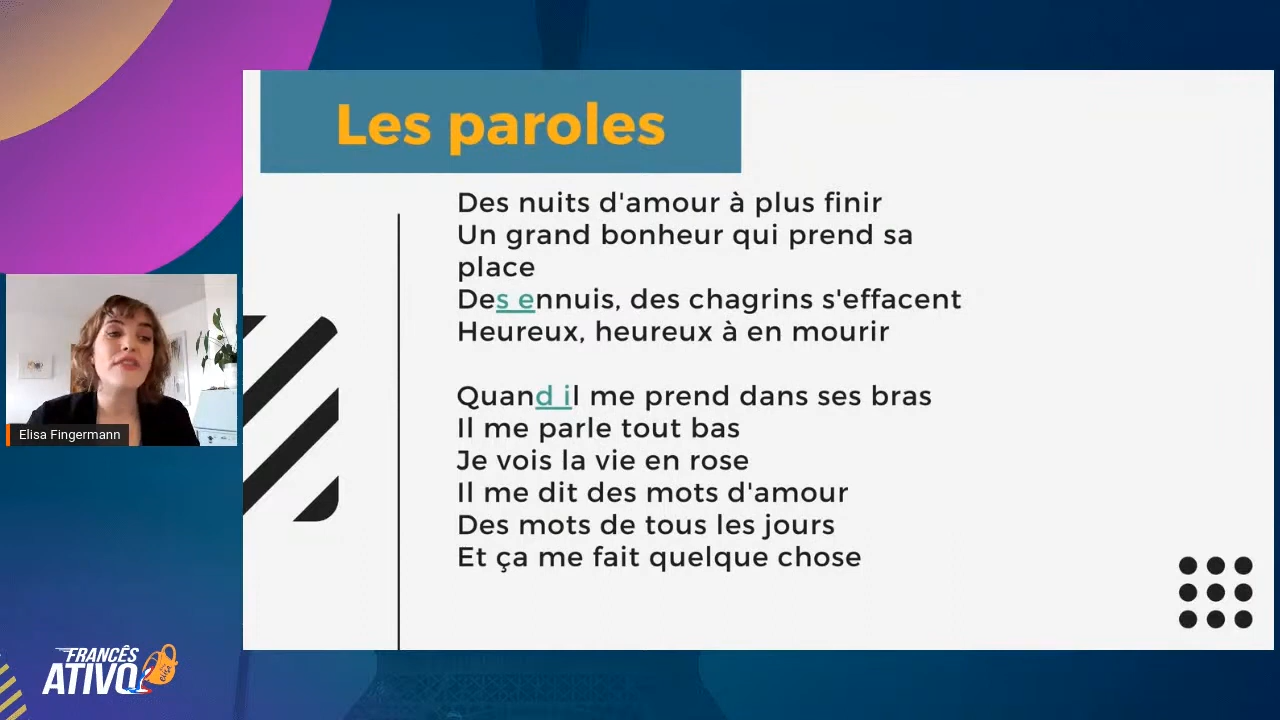 Les paroles
Des nuits d'amour à plus finir
Un grand bonheur qui prend sa
place
Des ennuis, des chagrins s'effacent
Heureux, heureux à en mourir
Quand il me prend dans ses bras
Il me parle tout bas
Je vois la vie en rose
Il me dit des mots d'amour
Des mots de tous les jours
Et ça me fait quelque chose
Elisa Fingermann
FRANCÊS
ATIVO